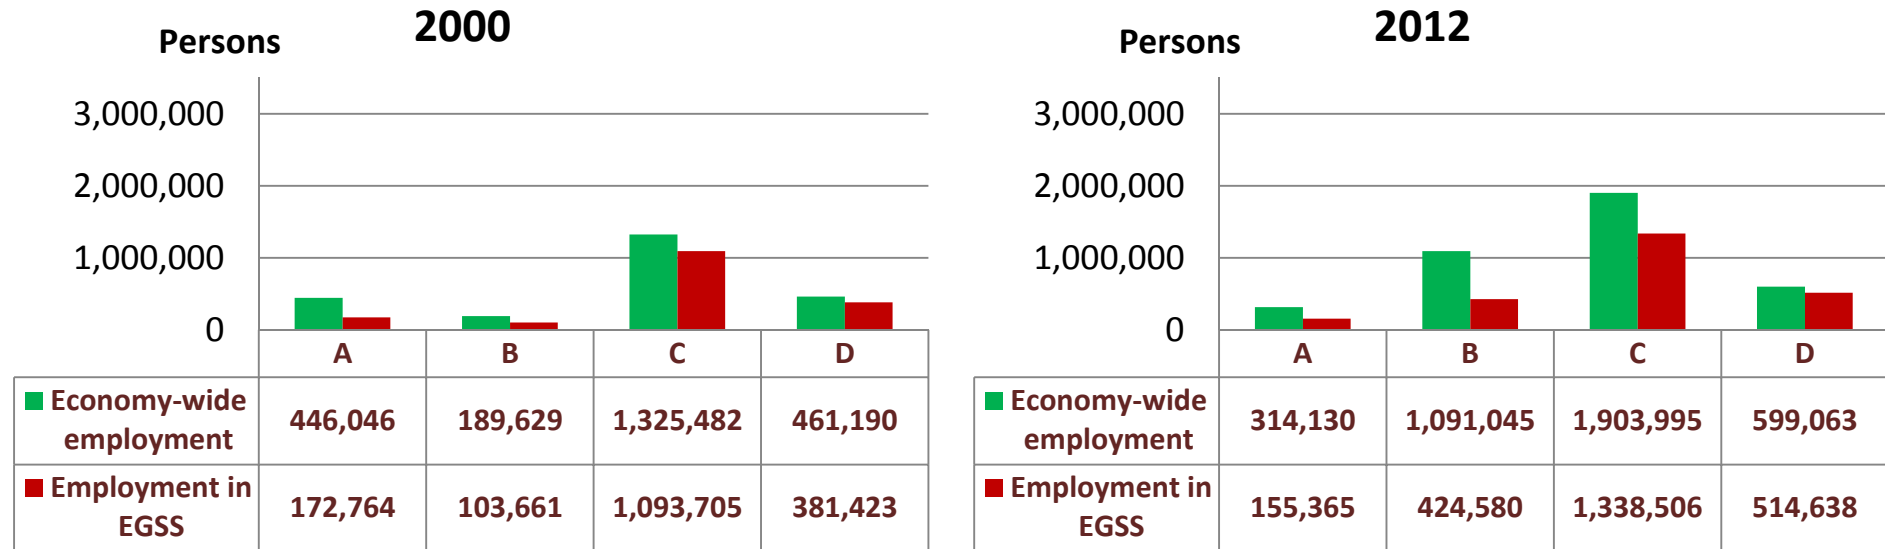 2000
Persons
3,000,000
2,000,000
1,000,000
0
A B C D
Economy-wide employment 446,046 189,629 1,325,482 461,190
Employment in EGSS 172,764 103,661 1,093,705 381,423
2012
Persons
3,000,000
2,000,000
1,000,000
0
A B C D
Economy-wide employment 314,130 1,091,045 1,903,995 599,063
Employment in EGSS 155,365 424,580 1,338,506 514,638